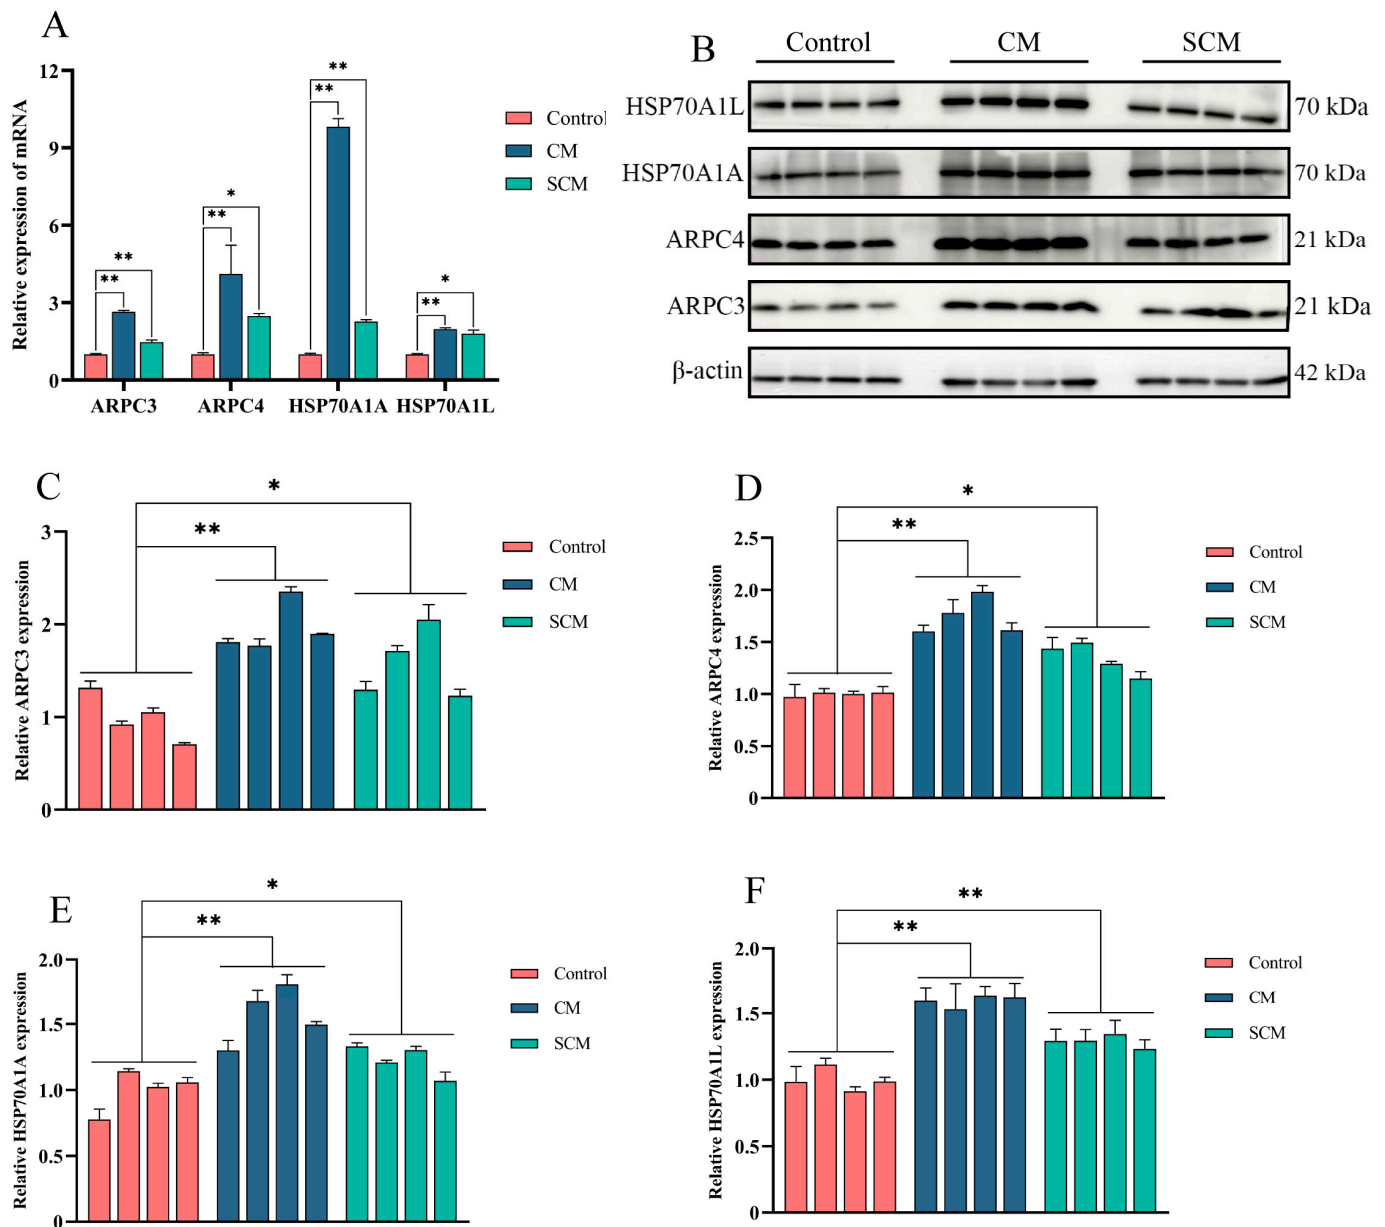 A
Relative expression of mRNA
12
9
6
3
0
** ** ** ** * ** ** ** * **
ARPC3 ARPC4 HSP70A1A HSP70A1L
Control
CM
SCM
B
Control CM SCM
HSP70A1L 70 kDa
HSP70A1A 70 kDa
ARPC4 21 kDa
ARPC3 21 kDa
β-actin 42 kDa
C
Relative ARPC3 expression
3
2
1
0
*
**
Control
CM
SCM
D
Relative ARPC4 expression
2.5
2.0
1.5
1.0
0.5
0
*
**
Control
CM
SCM
E
Relative HSP70A1A expression
2.0
1.5
1.0
0.5
0
*
**
Control
CM
SCM
F
Relative HSP70A1L expression
2.0
1.5
1.0
0.5
0
**
**
Control
CM
SCM